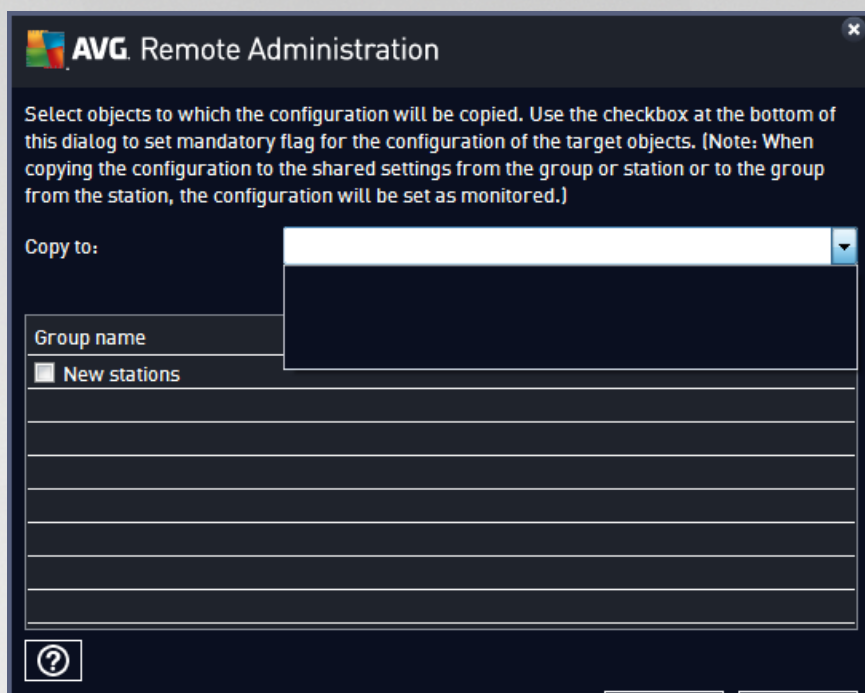 AVG. Remote Administration
Select objects to which the configuration will be copied. Use the checkbox at the bottom of
this dialog to set mandatory flag for the configuration of the target objects. (Note: When
copying the configuration to the shared settings from the group or station or to the group
from the station, the configuration will be set as monitored.)
Copy to:
Group name
New stations